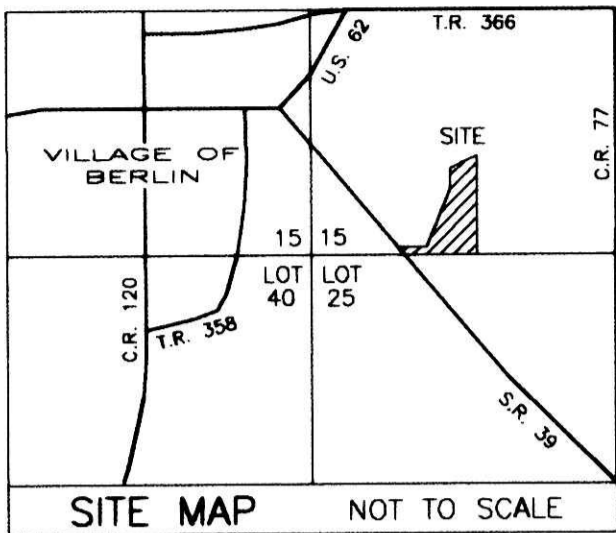 T.R. 366
U.S. 62
C.R. 77
SITE
VILLAGE OF
BERLIN
15 15
LOT LOT
40 25
C.R. 120
T.R. 358
S.R. 39
SITE MAP NOT TO SCALE